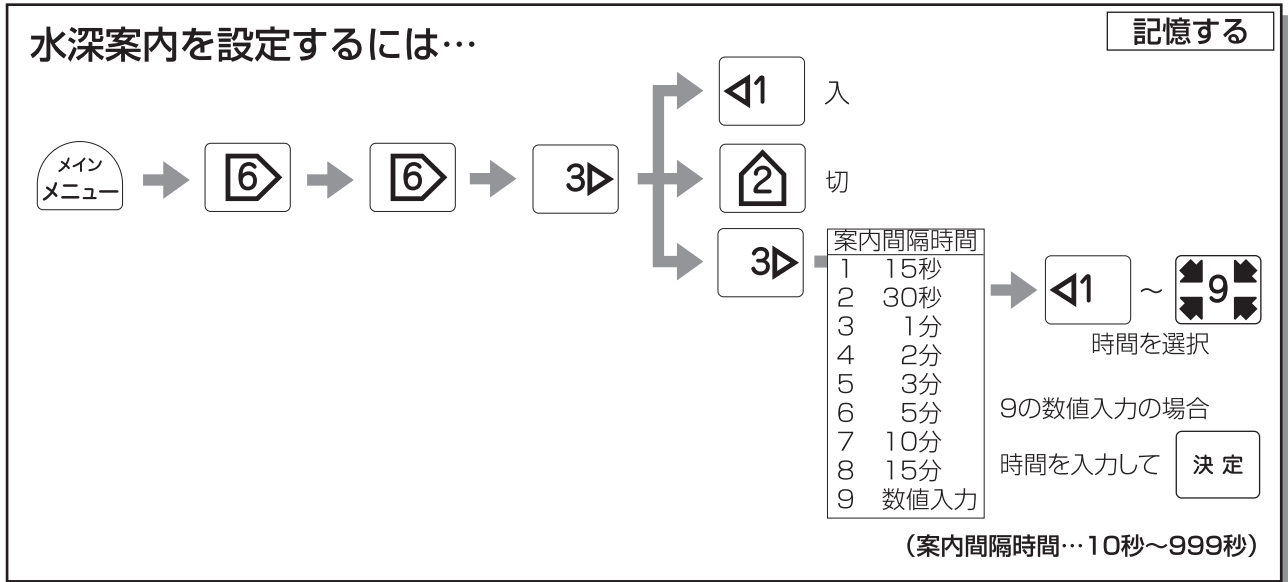 水深案内を設定するには…
記憶する
メイン
メニュー
6
6
3
1
入
2
切
3
案内間隔時間
1 15秒
2 30秒
3 1分
4 2分
5 3分
6 5分
7 10分
8 15分
9 数値入力
1 ～ 9
時間を選択
9の数値入力の場合
時間を入力して 決定
（案内間隔時間…10秒～999秒）